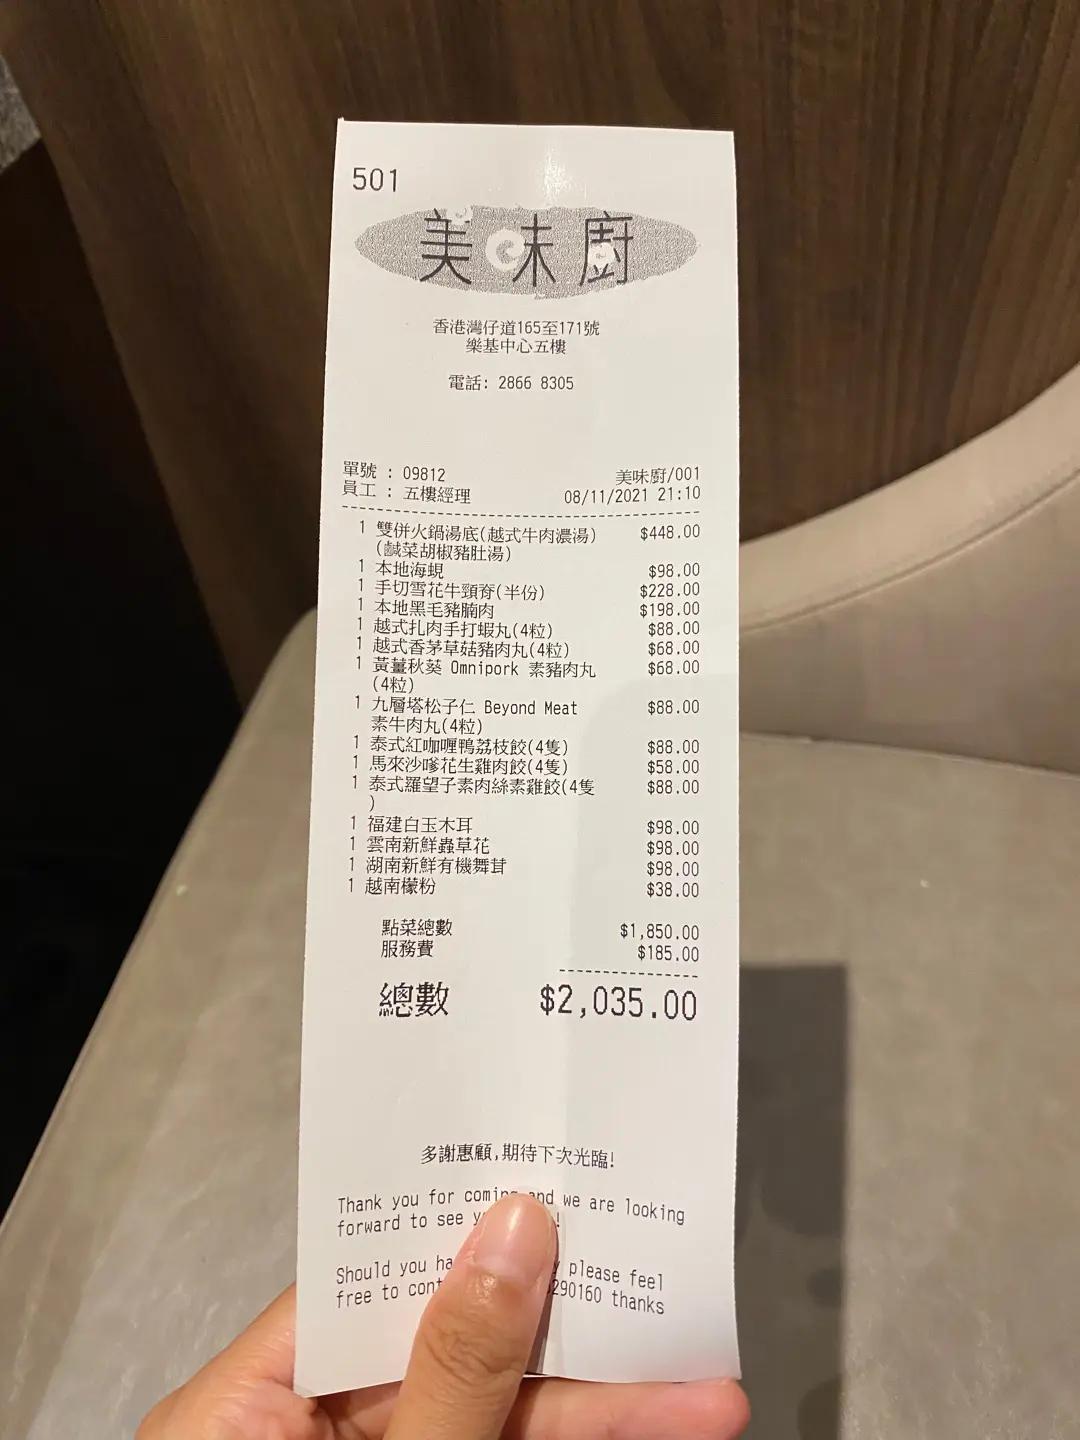 501
美味廚
香港灣仔道165至171號
樂基中心五樓
電話: 2866 8305
單號 : 09812 美味廚/001
員工 : 五樓經理 08/11/2021 21:10
1 雙併火鍋湯底(越式牛肉濃湯) $448.00
(鹹菜胡椒豬肚湯)
1 本地海蜆 $98.00
1 手切雪花牛頸脊(半份) $228.00
1 本地黑毛豬腩肉 $198.00
1 越式扎肉手打蝦丸(4粒) $88.00
1 越式香茅草菇豬肉丸(4粒) $68.00
1 黃薑秋葵 Omnipork 素豬肉丸 $68.00
(4粒)
1 九層塔松子仁 Beyond Meat $88.00
素牛肉丸(4粒)
1 泰式紅咖喱鴨荔枝餃(4隻) $88.00
1 馬來沙嗲花生雞肉餃(4隻) $58.00
1 泰式羅望子素肉絲素雞餃(4隻 $88.00
)
1 福建白玉木耳 $98.00
1 雲南新鮮蟲草花 $98.00
1 湖南新鮮有機舞茸 $98.00
1 越南檬粉 $38.00
點菜總數 $1,850.00
服務費 $185.00
總數 $2,035.00
多謝惠顧,期待下次光臨!
Thank you for coming and we are looking
forward to see !
Should you please feel
free to thanks